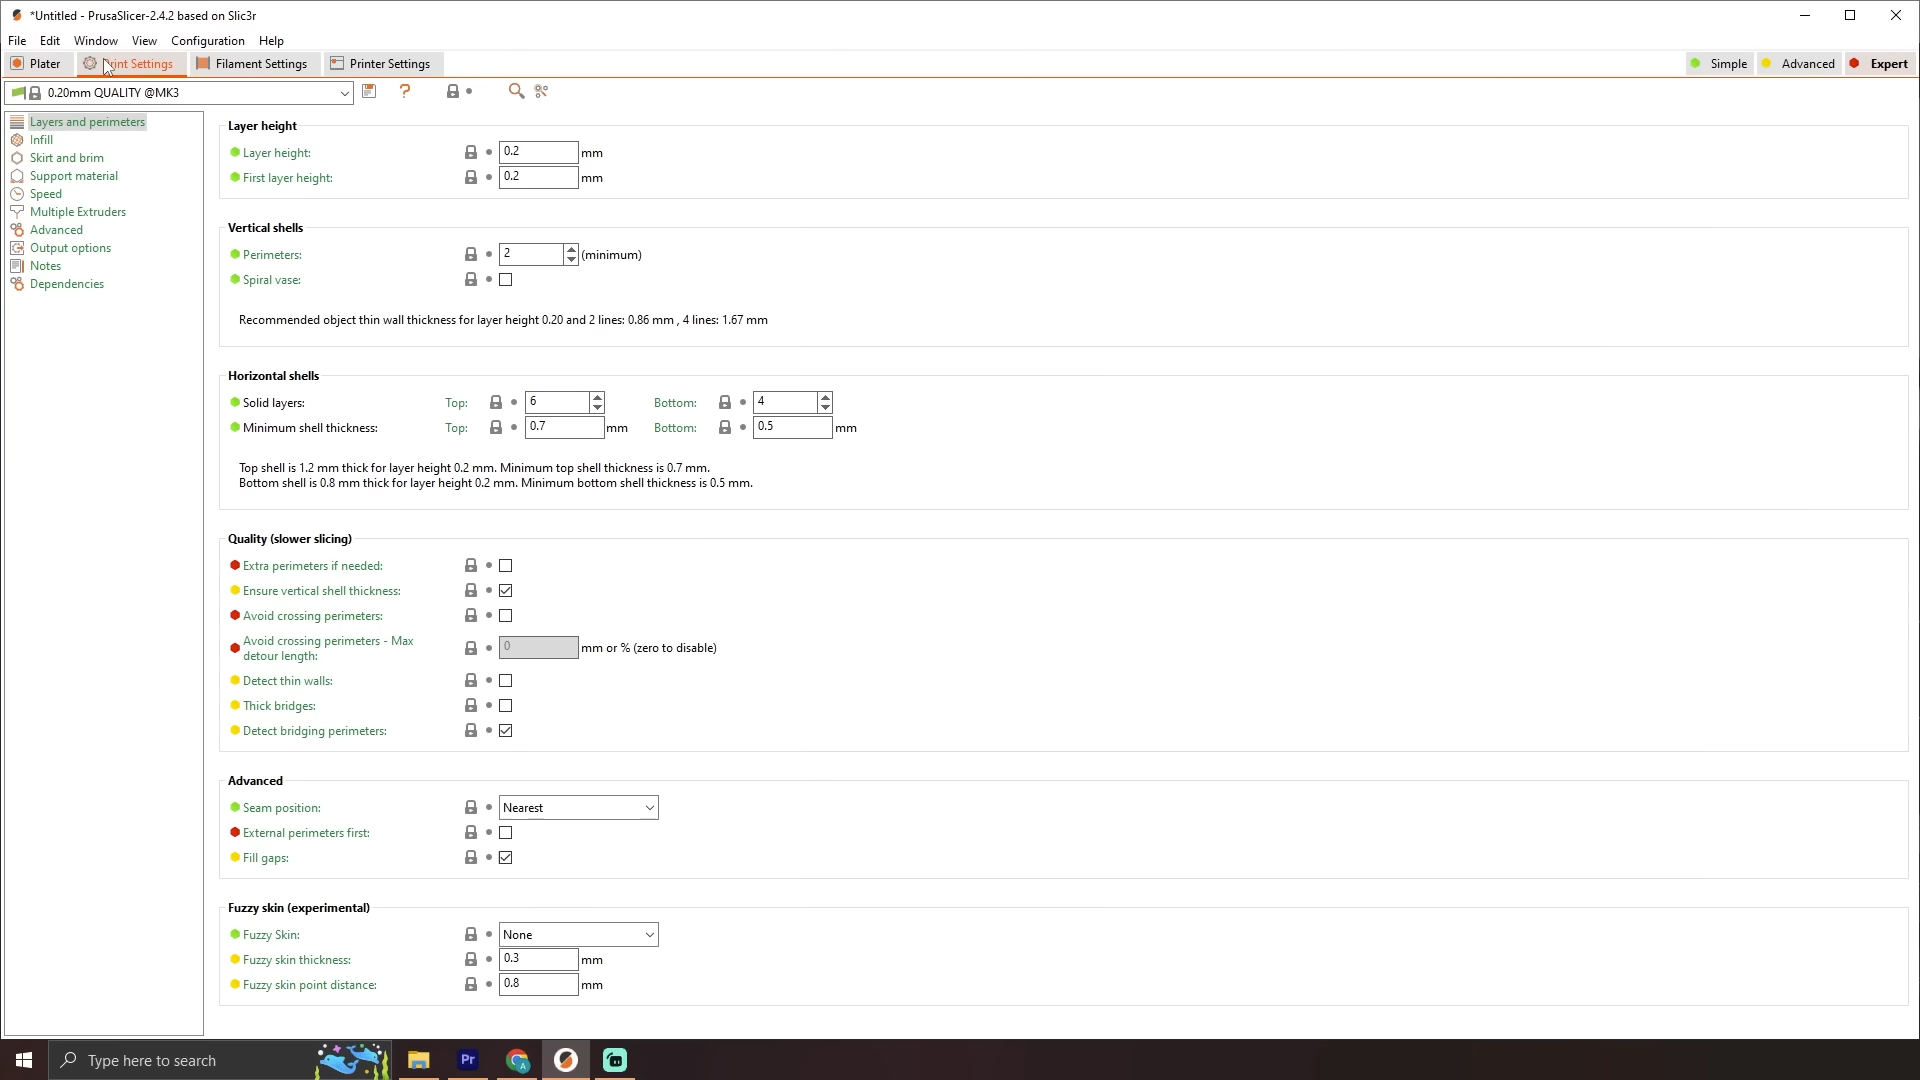 *Untitled - PrusaSlicer-2.4.2 based on Slic3r
File Edit Window View Configuration Help
Plater Print Settings Filament Settings Printer Settings Simple Advanced Expert
0.20mm QUALITY @MK3
Layers and perimeters
Infill
Skirt and brim
Support material
Speed
Multiple Extruders
Advanced
Output options
Notes
Dependencies
Layer height
Layer height: 0.2 mm
First layer height: 0.2 mm
Vertical shells
Perimeters: 2 (minimum)
Spiral vase:
Recommended object thin wall thickness for layer height 0.20 and 2 lines: 0.86 mm , 4 lines: 1.67 mm
Horizontal shells
Solid layers: Top: 6 Bottom: 4
Minimum shell thickness: Top: 0.7 mm Bottom: 0.5 mm
Top shell is 1.2 mm thick for layer height 0.2 mm. Minimum top shell thickness is 0.7 mm.
Bottom shell is 0.8 mm thick for layer height 0.2 mm. Minimum bottom shell thickness is 0.5 mm.
Quality (slower slicing)
Extra perimeters if needed:
Ensure vertical shell thickness:
Avoid crossing perimeters:
Avoid crossing perimeters - Max
detour length: 0 mm or % (zero to disable)
Detect thin walls:
Thick bridges:
Detect bridging perimeters:
Advanced
Seam position: Nearest
External perimeters first:
Fill gaps:
Fuzzy skin (experimental)
Fuzzy Skin: None
Fuzzy skin thickness: 0.3 mm
Fuzzy skin point distance: 0.8 mm
Type here to search Pr A